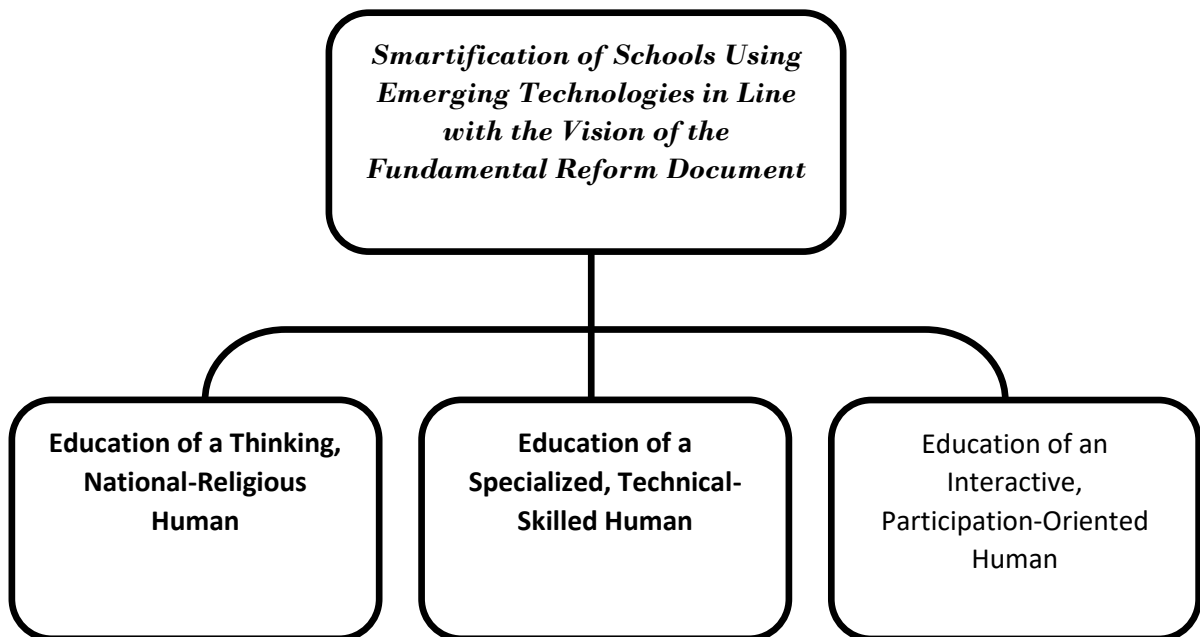 Smartification of Schools Using
Emerging Technologies in Line
with the Vision of the
Fundamental Reform Document
Education of a Thinking,
National-Religious
Human
Education of a
Specialized, Technical-
Skilled Human
Education of an
Interactive,
Participation-Oriented
Human